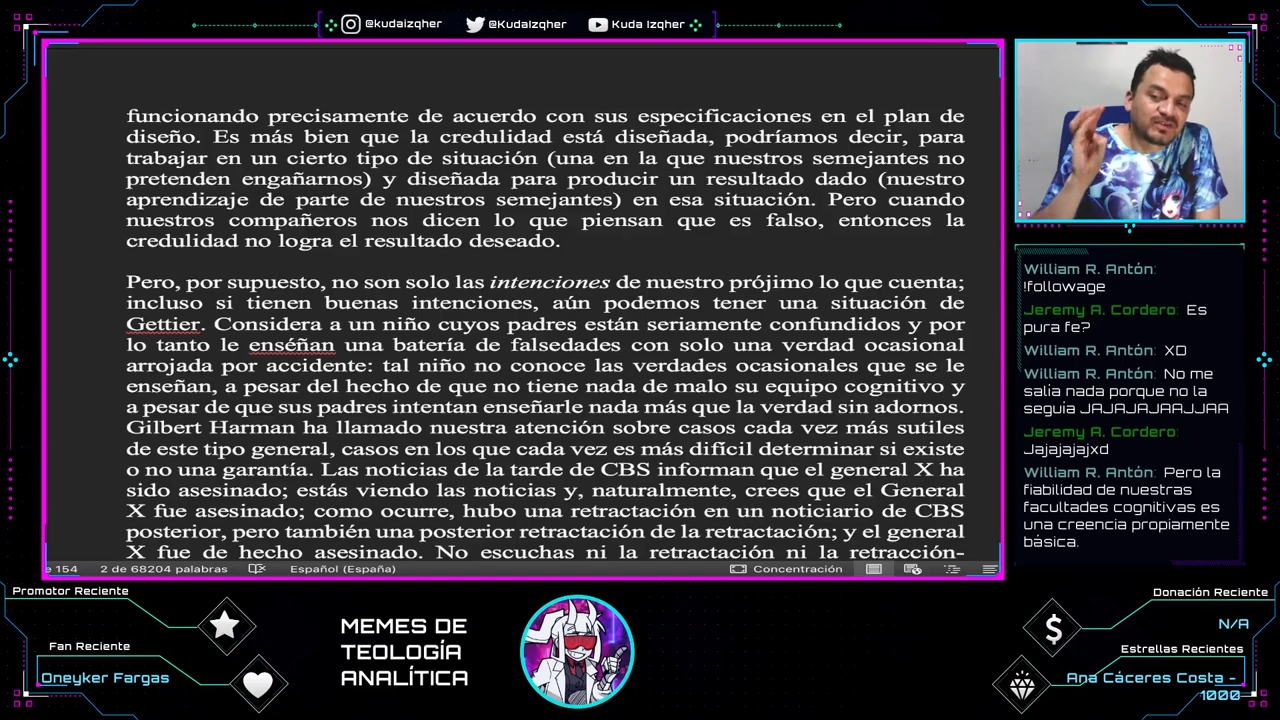 @kudaizqher
@KudaIzqher
Kuda Izqher
funcionando precisamente de acuerdo con sus especificaciones en el plan de
diseño. Es más bien que la credulidad está diseñada, podríamos decir, para
trabajar en un cierto tipo de situación (una en la que nuestros semejantes no
pretenden engañarnos) y diseñada para producir un resultado dado (nuestro
aprendizaje de parte de nuestros semejantes) en esa situación. Pero cuando
nuestros compañeros nos dicen lo que piensan que es falso, entonces la
credulidad no logra el resultado deseado.
Pero, por supuesto, no son solo las intenciones de nuestro prójimo lo que cuenta;
incluso si tienen buenas intenciones, aún podemos tener una situación de
Gettier. Considera a un niño cuyos padres están seriamente confundidos y por
lo tanto le enséñan una batería de falsedades con solo una verdad ocasional
arrojada por accidente: tal niño no conoce las verdades ocasionales que se le
enseñan, a pesar del hecho de que no tiene nada de malo su equipo cognitivo y
a pesar de que sus padres intentan enseñarle nada más que la verdad sin adornos.
Gilbert Harman ha llamado nuestra atención sobre casos cada vez más sutiles
de este tipo general, casos en los que cada vez es más difícil determinar si existe
o no una garantía. Las noticias de la tarde de CBS informan que el general X ha
sido asesinado; estás viendo las noticias y, naturalmente, crees que el General
X fue asesinado; como ocurre, hubo una retractación en un noticiario de CBS
posterior, pero también una posterior retractación de la retractación; y el general
X fue de hecho asesinado. No escuchas ni la retractación ni la retracción-
e 154
2 de 68204 palabras
Español (España)
Concentración
William R. Antón:
!followage
Jeremy A. Cordero: Es
pura fe?
William R. Antón: XD
William R. Antón: No me
salía nada porque no la
seguía JAJAJAJAAJJAA
Jeremy A. Cordero:
Jajajajajxd
William R. Antón: Pero la
fiabilidad de nuestras
facultades cognitivas es
una creencia propiamente
básica.
Promotor Reciente
Fan Reciente
Oneyker Fargas
MEMES DE
TEOLOGÍA
ANALÍTICA
Donación Reciente
N/A
Estrellas Recientes
Ana Cáceres Costa -
1000